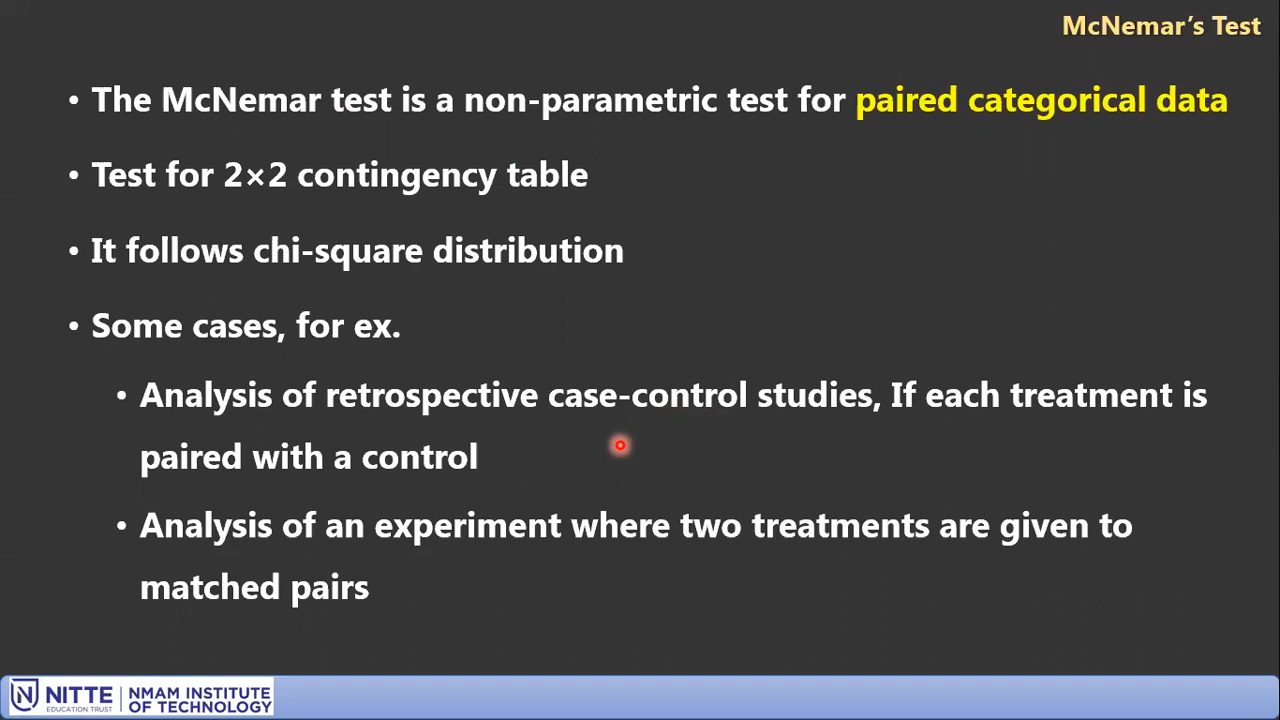 McNemar’s Test
• The McNemar test is a non-parametric test for paired categorical data
• Test for 2×2 contingency table
• It follows chi-square distribution
• Some cases, for ex.
• Analysis of retrospective case-control studies, If each treatment is
paired with a control
• Analysis of an experiment where two treatments are given to
matched pairs
NITTE
EDUCATION TRUST
NMAM INSTITUTE
OF TECHNOLOGY